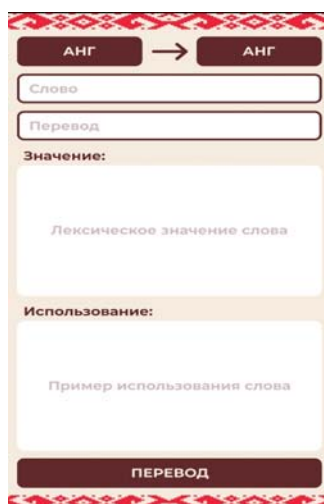 АНГ → АНГ
Слово
Перевод
Значение:
Лексическое значение слова
Использование:
Пример использования слова
ПЕРЕВОД